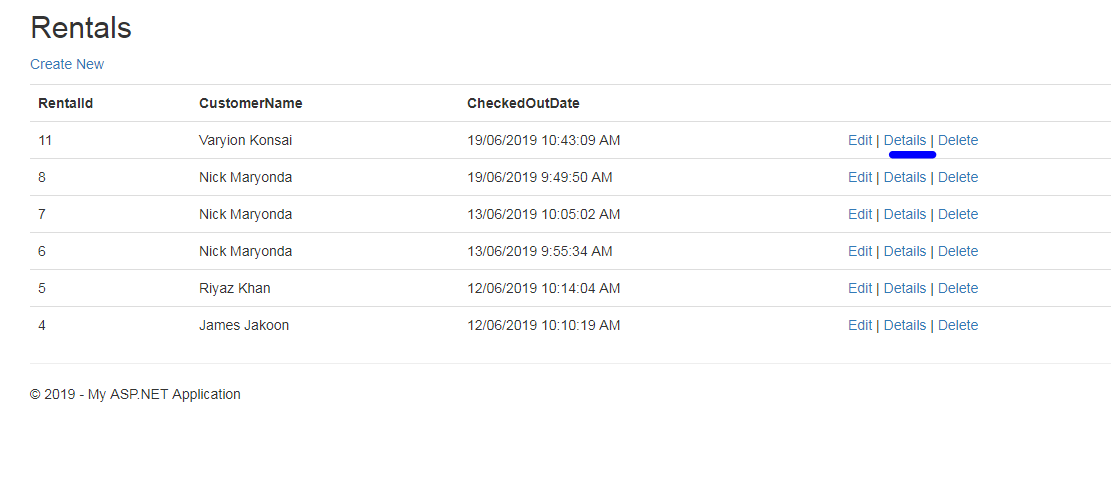 Rentals
Create New
RentalId CustomerName CheckedOutDate
11 Varyion Konsai 19/06/2019 10:43:09 AM Edit | Details | Delete
8 Nick Maryonda 19/06/2019 9:49:50 AM Edit | Details | Delete
7 Nick Maryonda 13/06/2019 10:05:02 AM Edit | Details | Delete
6 Nick Maryonda 13/06/2019 9:55:34 AM Edit | Details | Delete
5 Riyaz Khan 12/06/2019 10:14:04 AM Edit | Details | Delete
4 James Jakoon 12/06/2019 10:10:19 AM Edit | Details | Delete
© 2019 - My ASP.NET Application